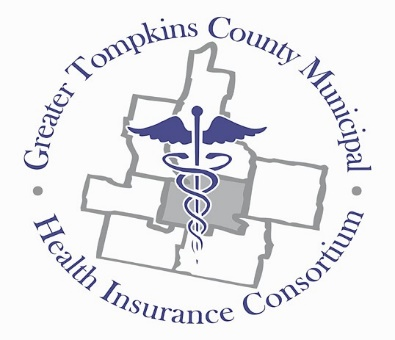 Greater Tompkins County Municipal
Health Insurance Consortium